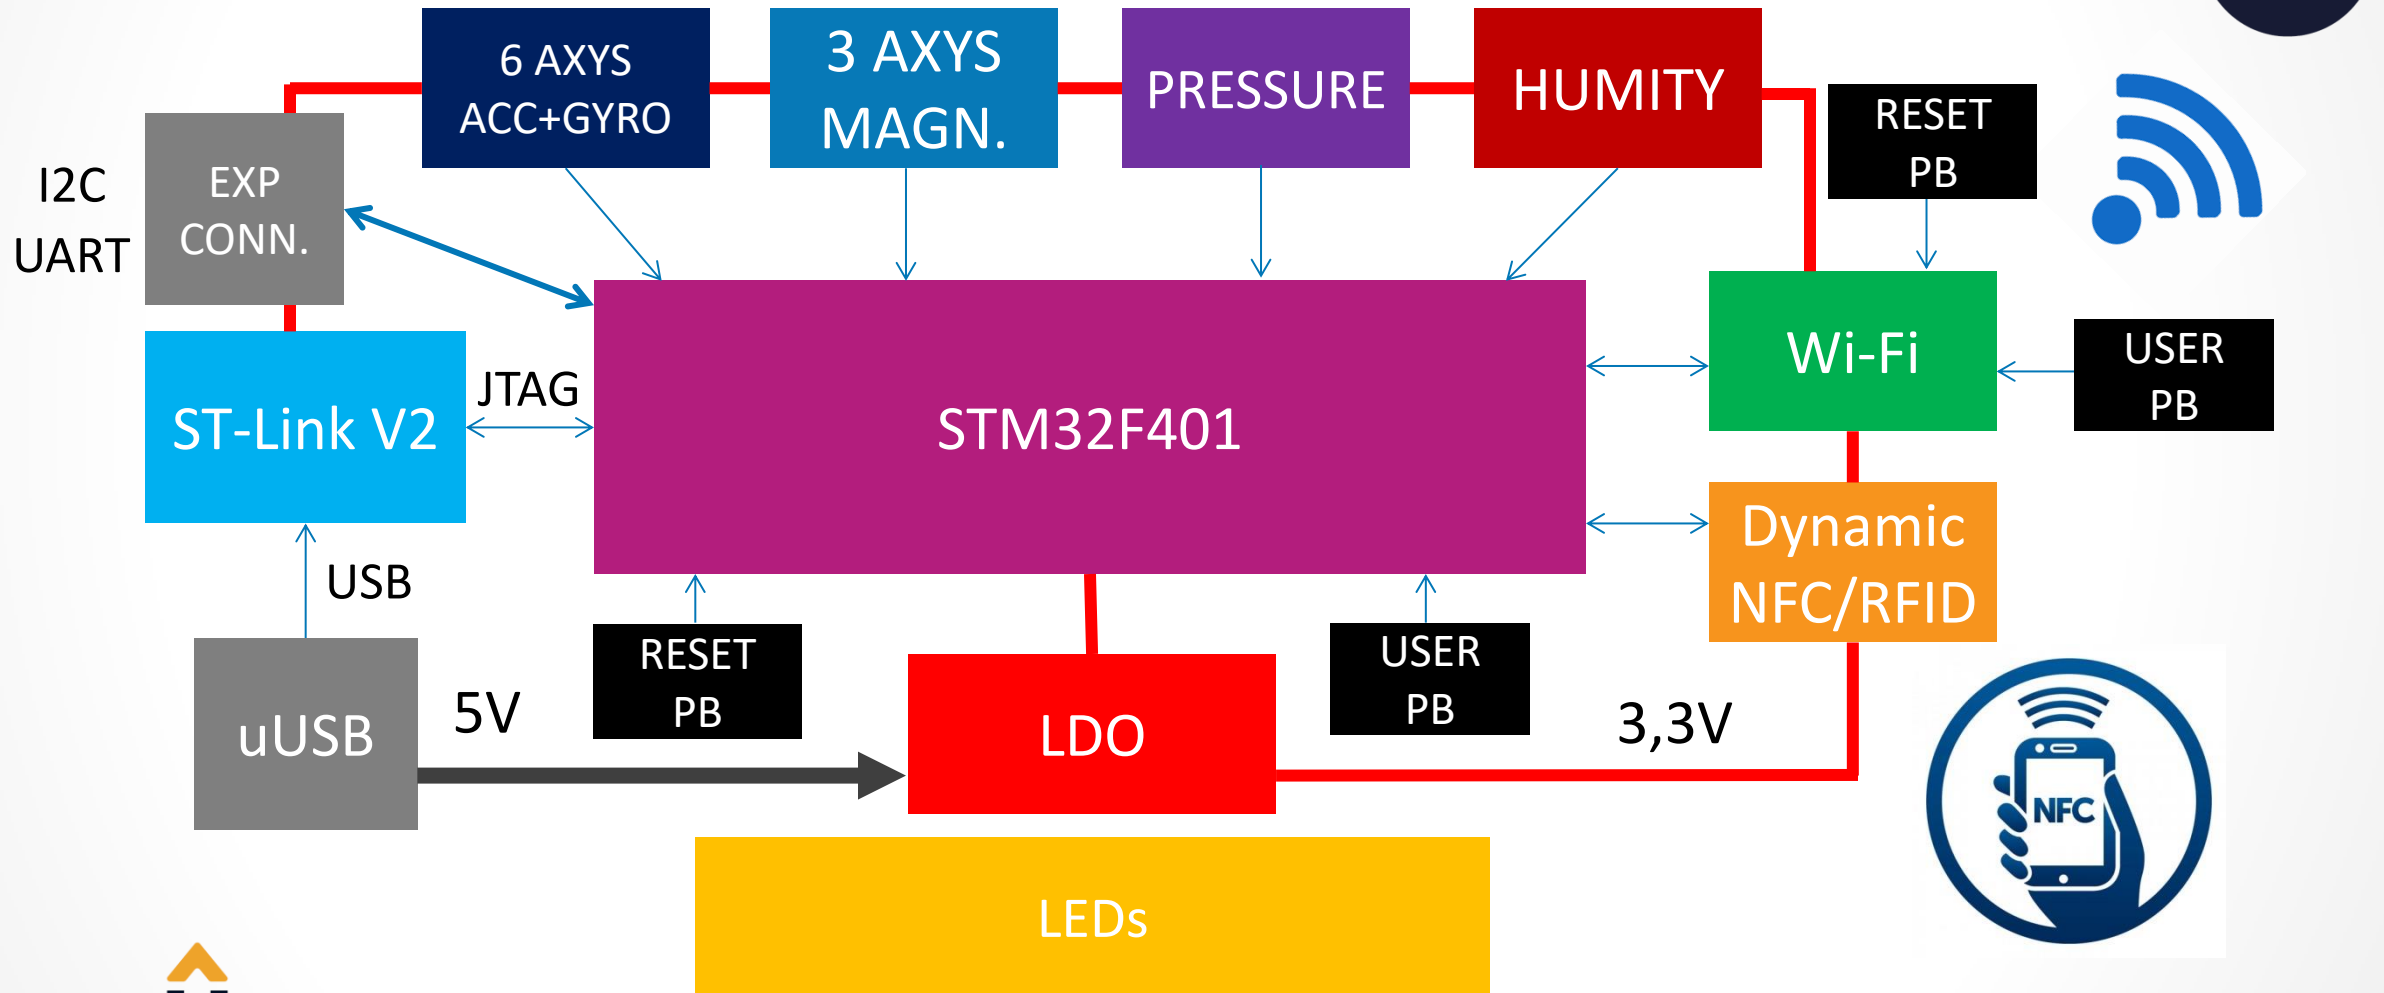 6 AXYS
ACC+GYRO
3 AXYS
MAGN.
PRESSURE
HUMITY
RESET
PB
I2C
UART
EXP
CONN.
Wi-Fi
USER
PB
ST-Link V2
JTAG
STM32F401
Dynamic
NFC/RFID
USB
RESET
PB
USER
PB
uUSB
5V
LDO
3,3V
NFC
LEDs